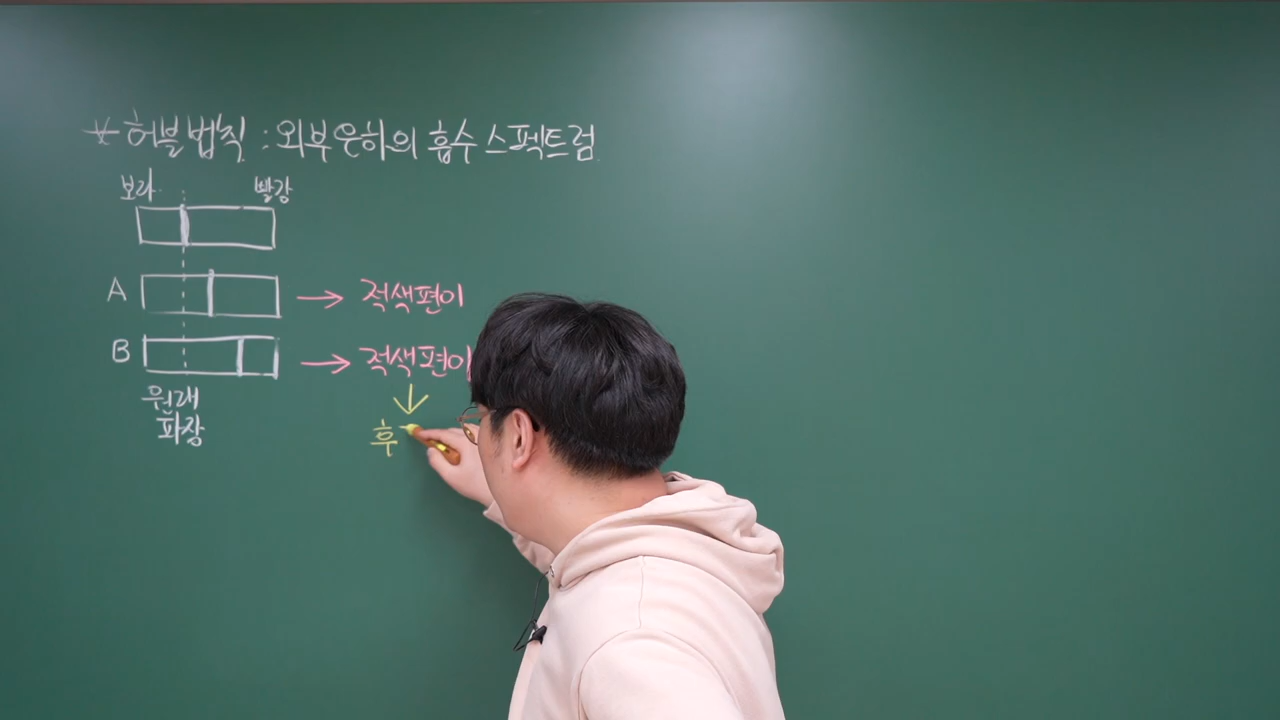 * 허블 법칙 : 외부은하의 흡수 스펙트럼
보라 빨강
A → 적색편이
B → 적색편이
↓
원래
파장
후